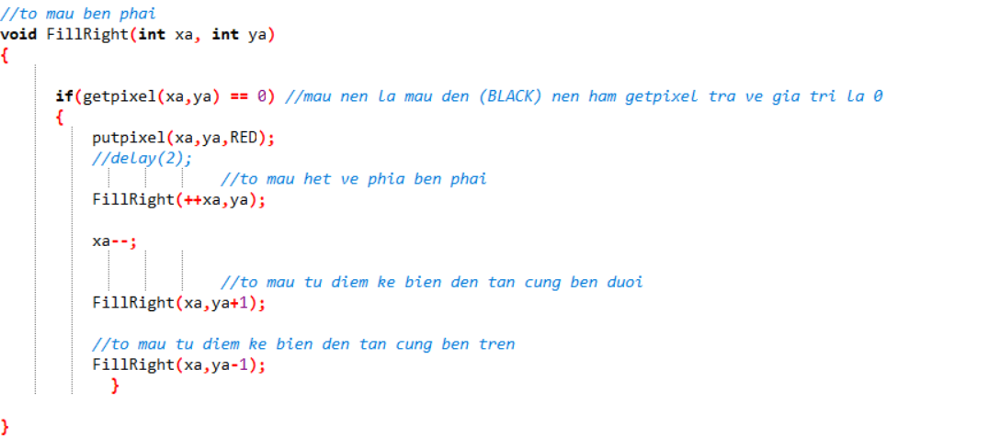 //to mau ben phai
void FillRight(int xa, int ya)
{
if(getpixel(xa,ya) == 0) //mau nen la mau den (BLACK) nen ham getpixel tra ve gia tri la 0
{
putpixel(xa,ya,RED);
//delay(2);
//to mau het ve phia ben phai
FillRight(++xa,ya);
xa--;
//to mau tu diem ke bien den tan cung ben duoi
FillRight(xa,ya+1);
//to mau tu diem ke bien den tan cung ben tren
FillRight(xa,ya-1);
}
}